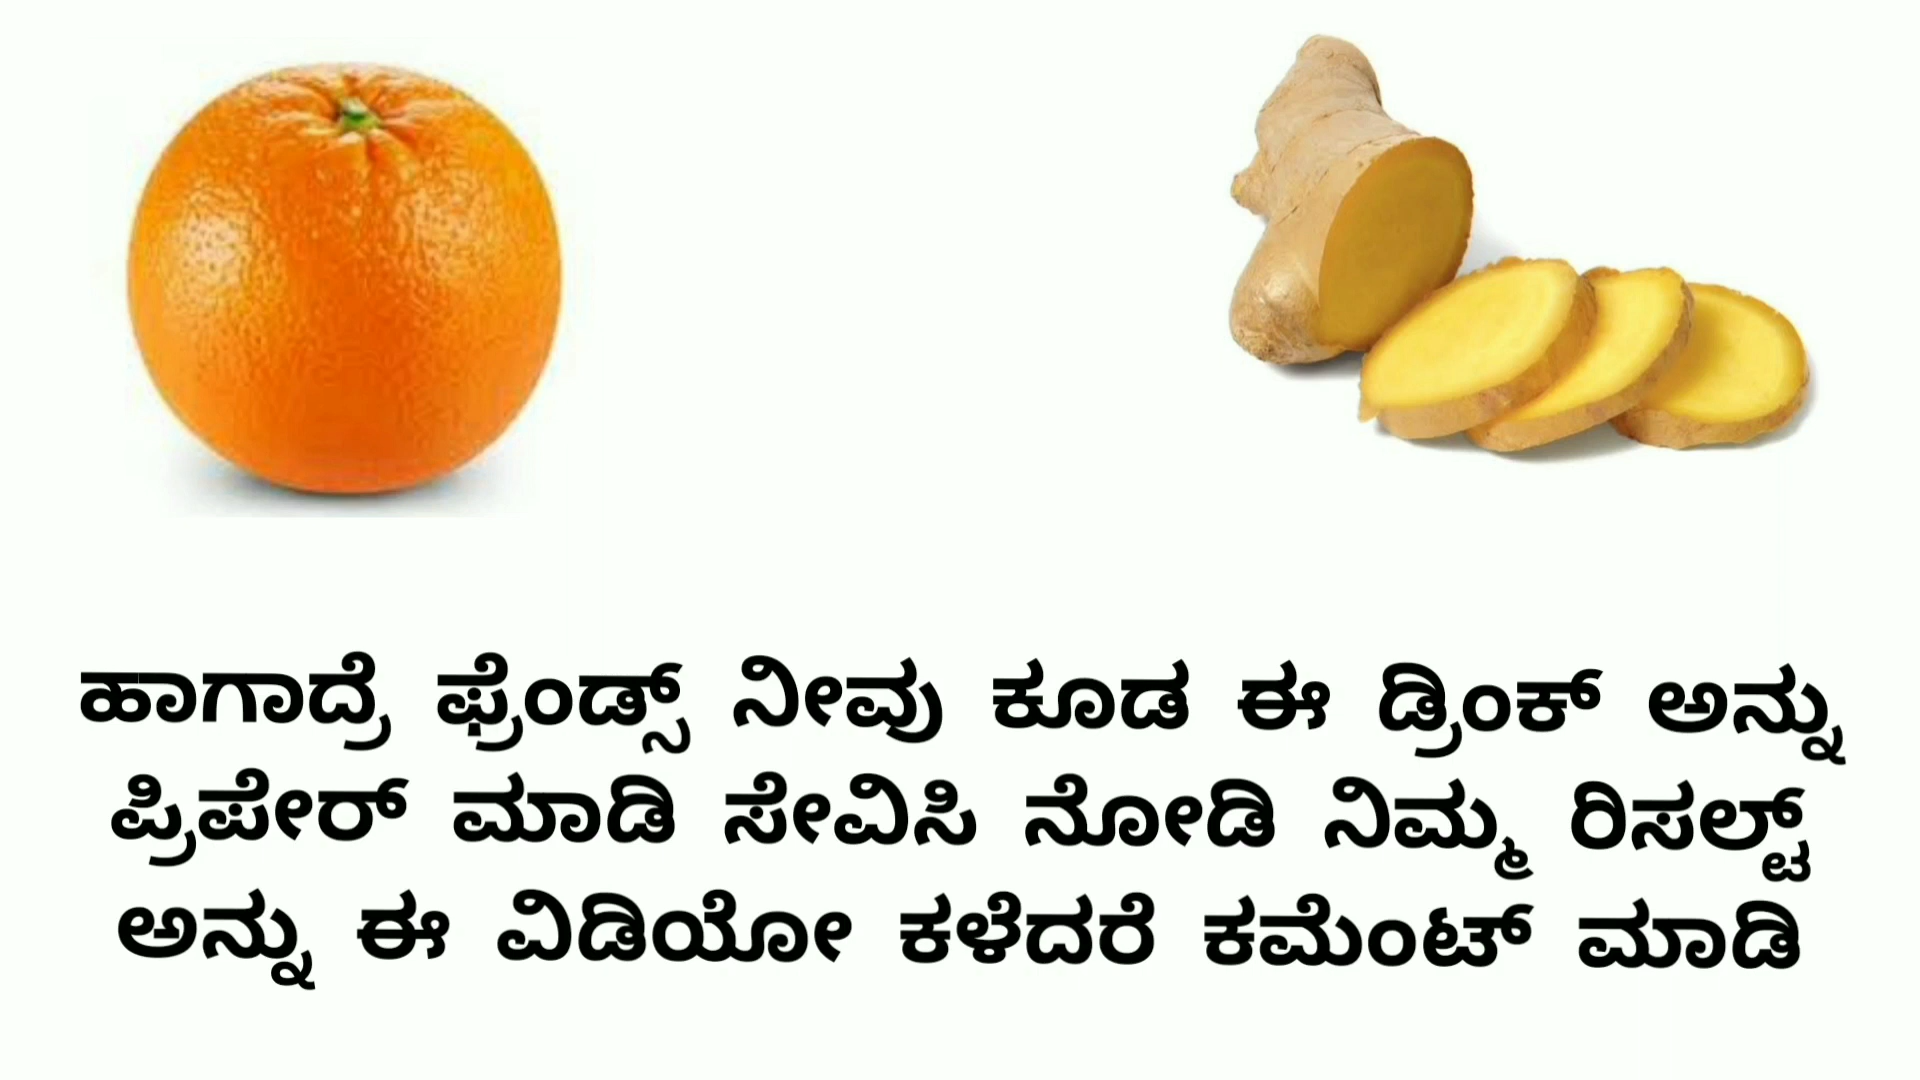 ಹಾಗಾದ್ರೆ ಫ್ರೆಂಡ್ಸ್ ನೀವು ಕೂಡ ಈ ಡ್ರಿಂಕ್ ಅನ್ನು
ಪ್ರಿಪೇರ್ ಮಾಡಿ ಸೇವಿಸಿ ನೋಡಿ ನಿಮ್ಮ ರಿಸಲ್ಟ್
ಅನ್ನು ಈ ವಿಡಿಯೋ ಕಳೆದರೆ ಕಮೆಂಟ್ ಮಾಡಿ